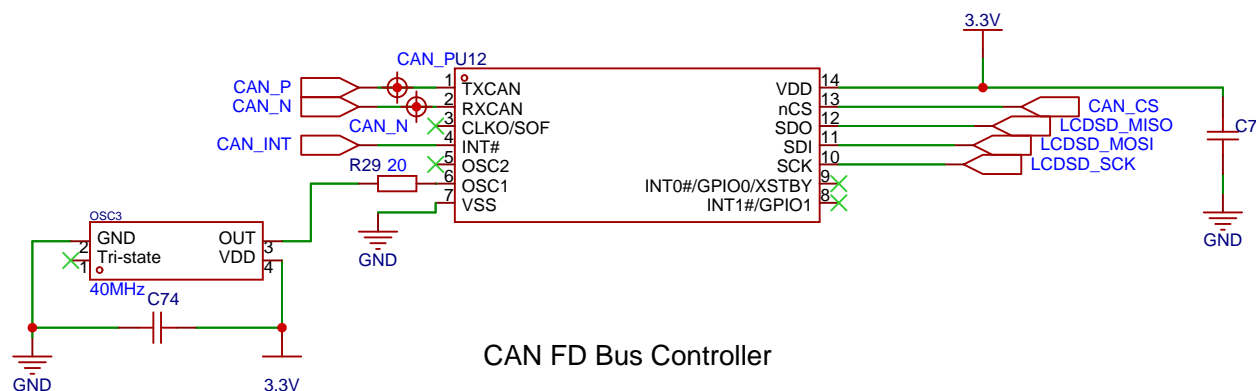 3.3V
CAN_PU12
CAN_P
1
TXCAN
VDD
14
CAN_N
2
RXCAN
nCS
13
CAN_CS
CAN_N
3
CLKO/SOF
SDO
12
LCDSD_MISO
CAN_INT
4
INT#
SDI
11
LCDSD_MOSI
5
OSC2
SCK
10
LCDSD_SCK
R29 20
6
OSC1
INT0#/GPIO0/XSTBY
9
7
VSS
INT1#/GPIO1
8
C7
GND
GND
OSC3
GND
OUT
2
3
Tri-state
VDD
1
4
40MHz
C74
CAN FD Bus Controller
GND
3.3V